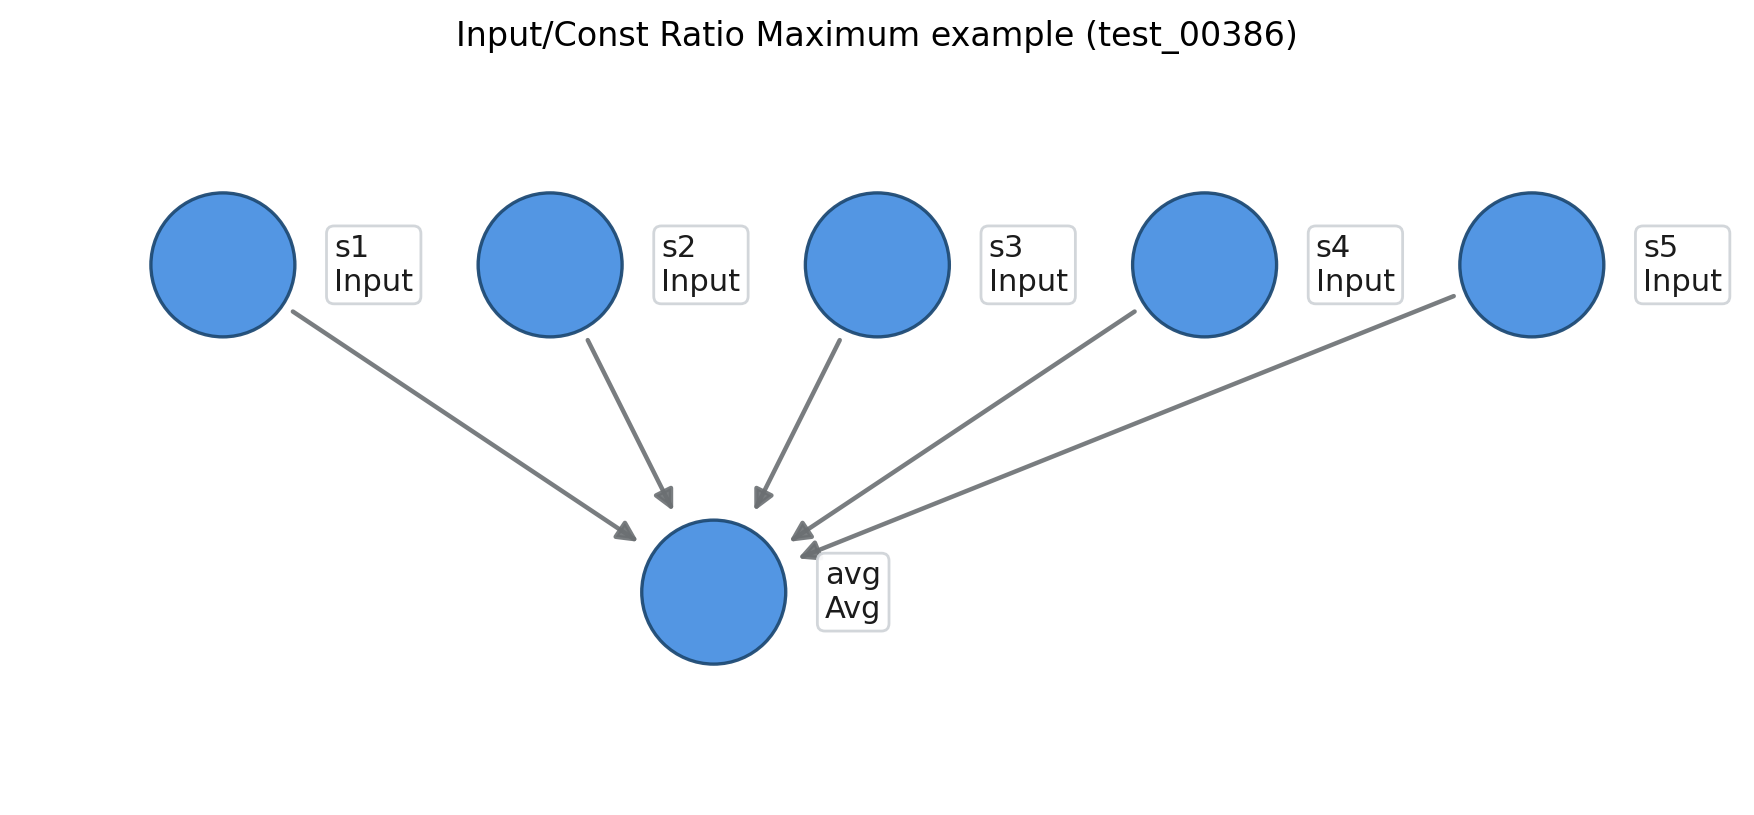 Input/Const Ratio Maximum example (test_00386)
s1
Input
s2
Input
s3
Input
s4
Input
s5
Input
avg
Avg